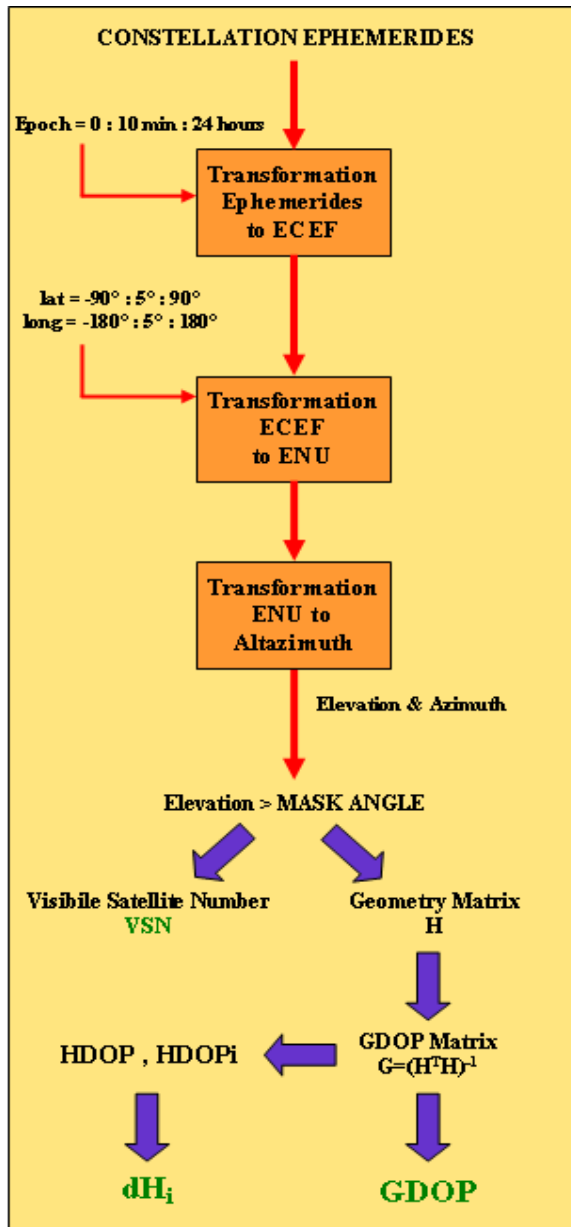 CONSTELLATION EPHEMERIDES
Epoch = 0 : 10 min : 24 hours
Transformation
Ephemerides
to ECEF
lat = -90° : 5° : 90°
long = -180° : 5° : 180°
Transformation
ECEF
to ENU
Transformation
ENU to
Altazimuth
Elevation & Azimuth
Elevation > MASK ANGLE
Visibile Satellite Number
VSN
Geometry Matrix
H
HDOP , HDOPi
GDOP Matrix
G=(HᵀH)⁻¹
dHᵢ
GDOP